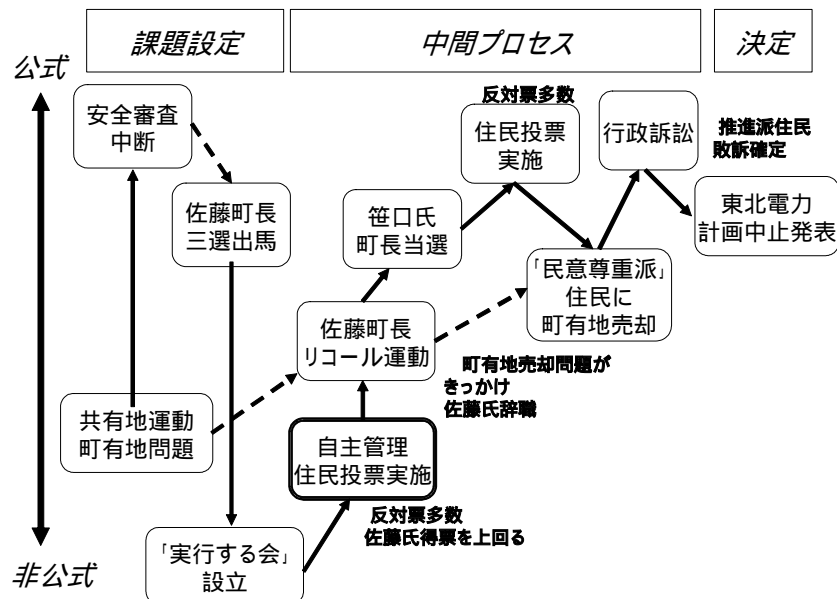 課題設定
中間プロセス
決定
公式
非公式
安全審査
中断
佐藤町長
三選出馬
共有地運動
町有地問題
「実行する会」
設立
自主管理
住民投票実施
反対票多数
佐藤氏得票を上回る
佐藤町長
リコール運動
町有地売却問題が
きっかけ
佐藤氏辞職
笹口氏
町長当選
反対票多数
住民投票
実施
「民意尊重派」
住民に
町有地売却
行政訴訟
推進派住民
敗訴確定
東北電力
計画中止発表